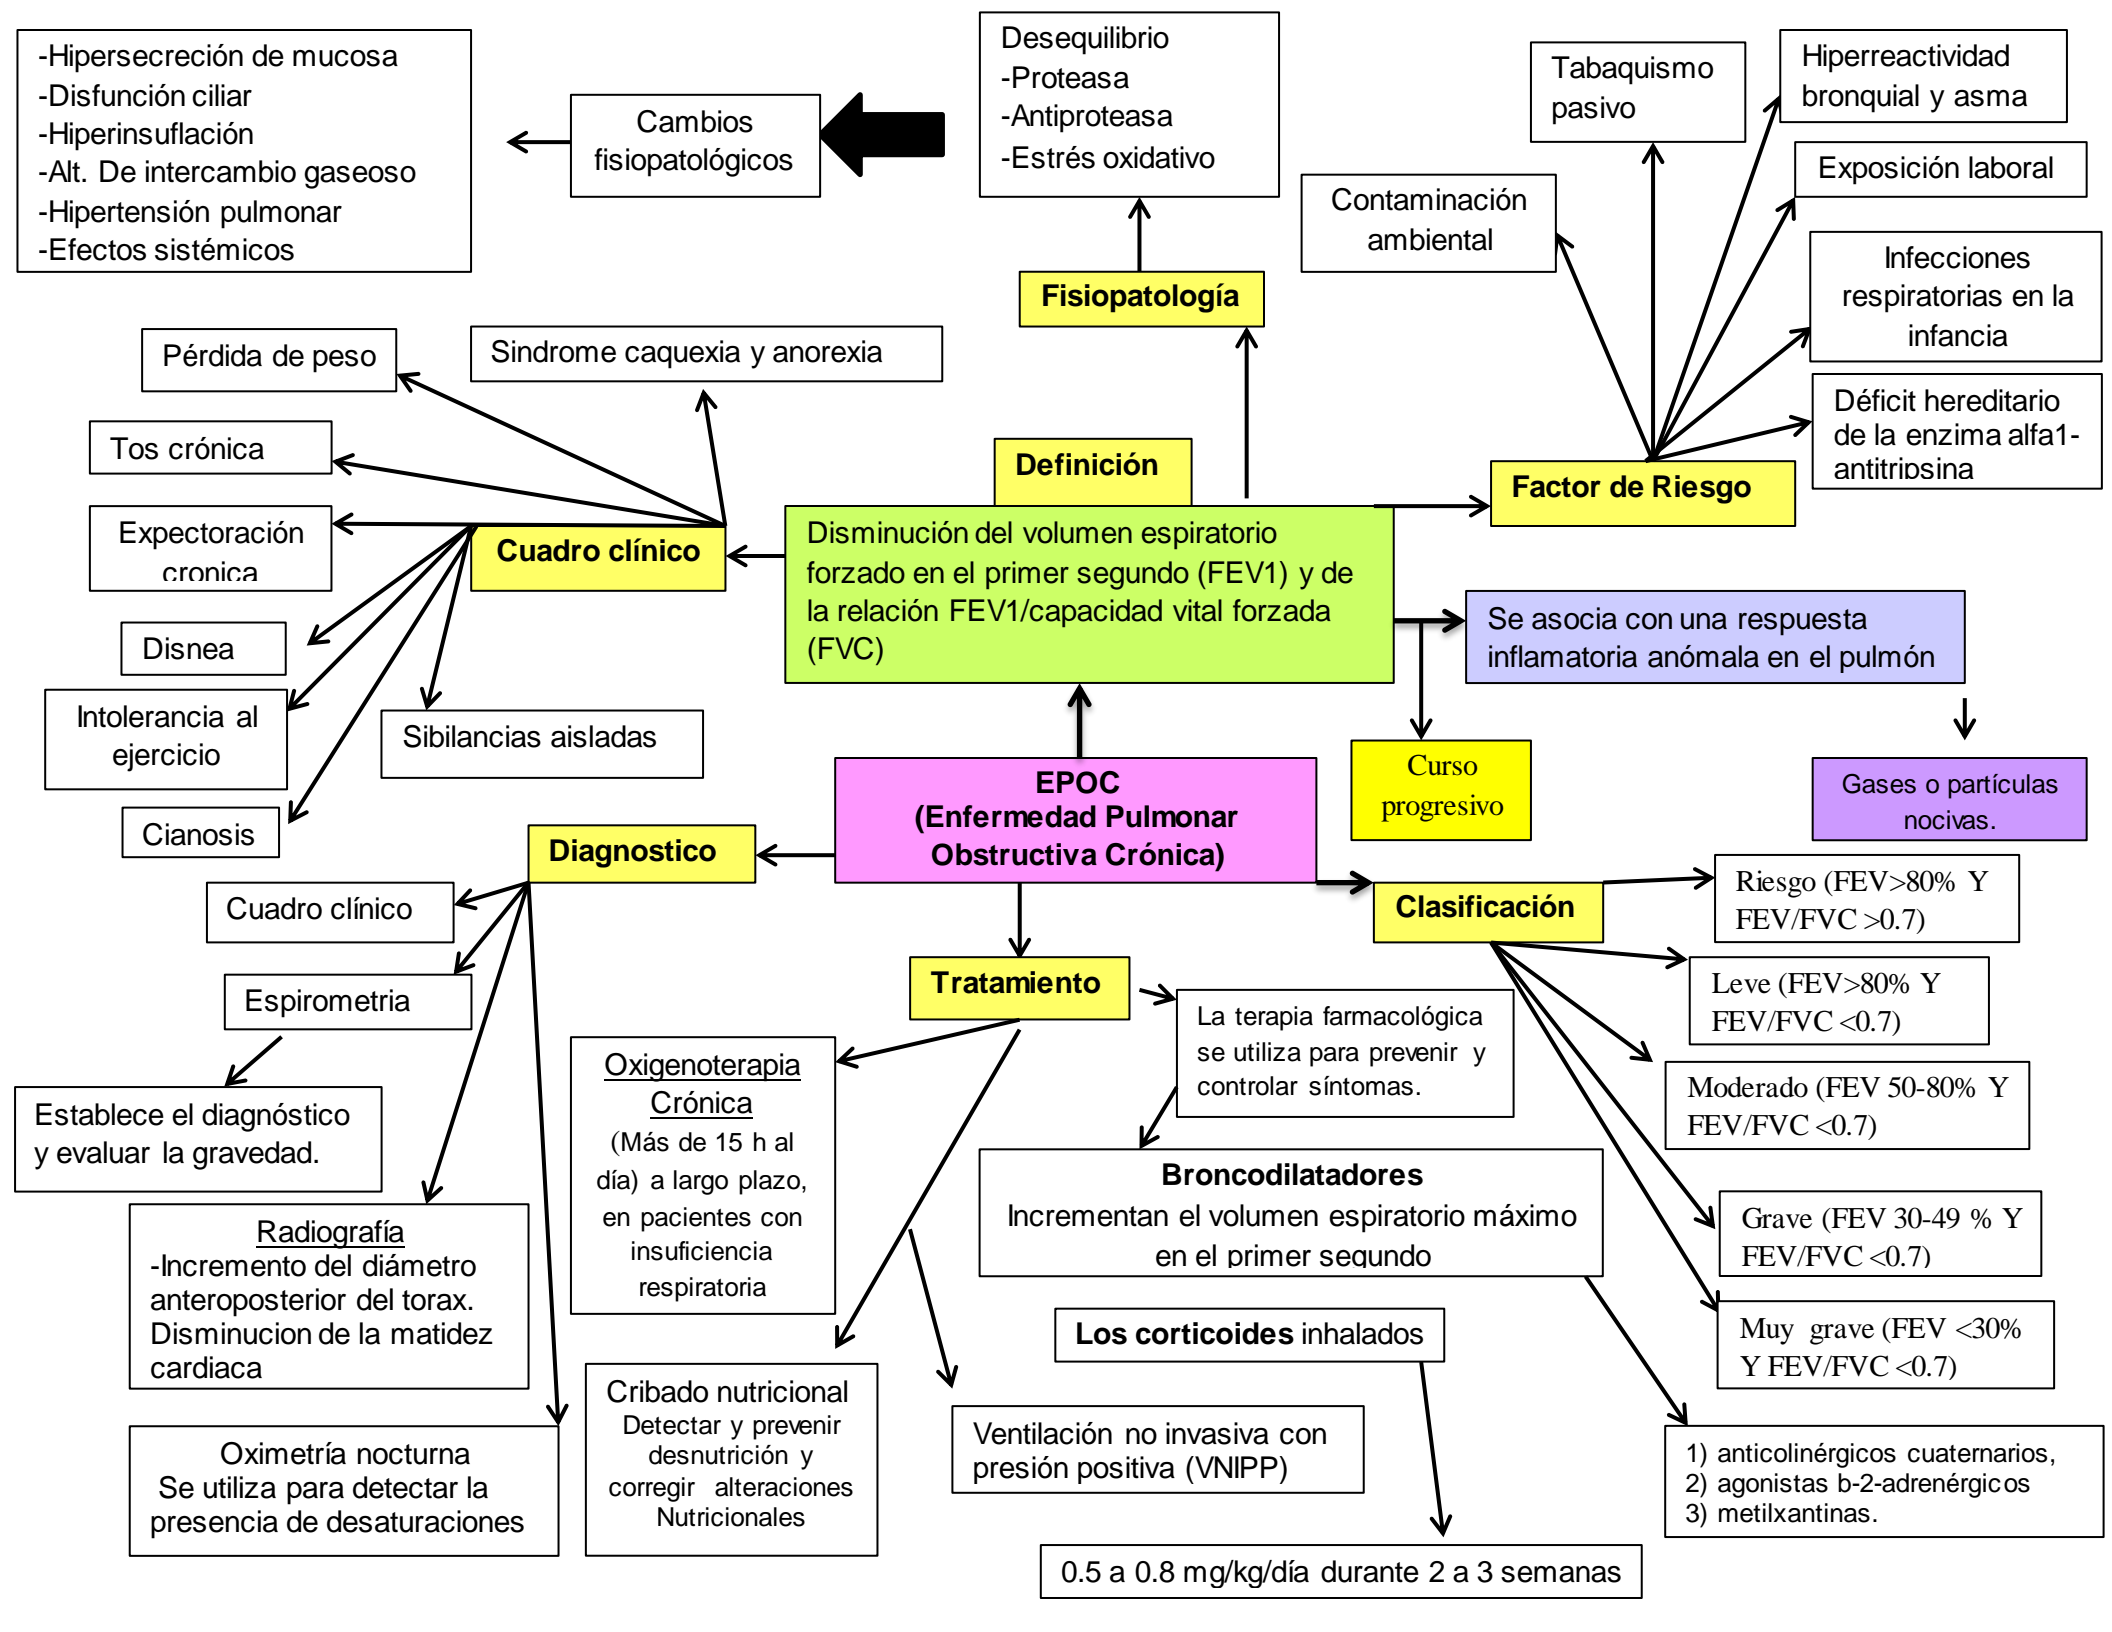 -Hipersecreción de mucosa
-Disfunción ciliar
-Hiperinsuflación
-Alt. De intercambio gaseoso
-Hipertensión pulmonar
-Efectos sistémicos
Cambios
fisiopatológicos
Desequilibrio
-Proteasa
-Antiproteasa
-Estrés oxidativo
Fisiopatología
Tabaquismo
pasivo
Hiperreactividad
bronquial y asma
Exposición laboral
Contaminación
ambiental
Infecciones
respiratorias en la
infancia
Déficit hereditario
de la enzima alfa1-
antitripsina
Factor de Riesgo
Pérdida de peso
Sindrome caquexia y anorexia
Tos crónica
Expectoración
cronica
Cuadro clínico
Disnea
Intolerancia al
ejercicio
Sibilancias aisladas
Cianosis
Definición
Disminución del volumen espiratorio
forzado en el primer segundo (FEV1) y de
la relación FEV1/capacidad vital forzada
(FVC)
Se asocia con una respuesta
inflamatoria anómala en el pulmón
Curso
progresivo
Gases o partículas
nocivas.
EPOC
(Enfermedad Pulmonar
Obstructiva Crónica)
Diagnostico
Cuadro clínico
Espirometria
Establece el diagnóstico
y evaluar la gravedad.
Radiografía
-Incremento del diámetro
anteroposterior del torax.
Disminucion de la matidez
cardiaca
Oximetría nocturna
Se utiliza para detectar la
presencia de desaturaciones
Tratamiento
Oxigenoterapia
Crónica
(Más de 15 h al
día) a largo plazo,
en pacientes con
insuficiencia
respiratoria
Cribado nutricional
Detectar y prevenir
desnutrición y
corregir alteraciones
Nutricionales
Ventilación no invasiva con
presión positiva (VNIPP)
La terapia farmacológica
se utiliza para prevenir y
controlar síntomas.
Broncodilatadores
Incrementan el volumen espiratorio máximo
en el primer segundo
Los corticoides inhalados
0.5 a 0.8 mg/kg/día durante 2 a 3 semanas
1) anticolinérgicos cuaternarios,
2) agonistas b-2-adrenérgicos
3) metilxantinas.
Clasificación
Riesgo (FEV>80% Y
FEV/FVC >0.7)
Leve (FEV>80% Y
FEV/FVC <0.7)
Moderado (FEV 50-80% Y
FEV/FVC <0.7)
Grave (FEV 30-49 % Y
FEV/FVC <0.7)
Muy grave (FEV <30%
Y FEV/FVC <0.7)